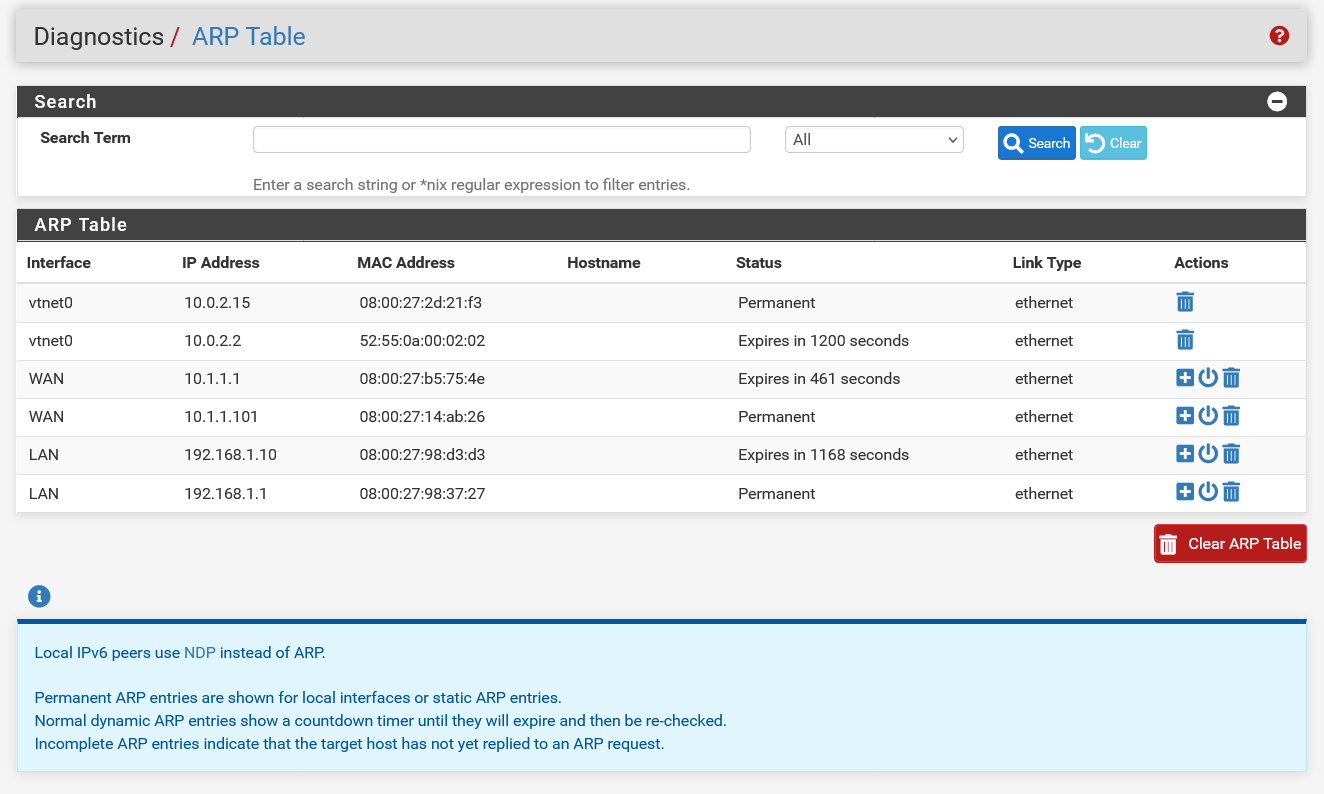 Diagnostics / ARP Table
Search
Search Term All Search Clear
Enter a search string or *nix regular expression to filter entries.
ARP Table
Interface IP Address MAC Address Hostname Status Link Type Actions
vtnet0 10.0.2.15 08:00:27:2d:21:f3 Permanent ethernet
vtnet0 10.0.2.2 52:55:0a:00:02:02 Expires in 1200 seconds ethernet
WAN 10.1.1.1 08:00:27:b5:75:4e Expires in 461 seconds ethernet
WAN 10.1.1.101 08:00:27:14:ab:26 Permanent ethernet
LAN 192.168.1.10 08:00:27:98:d3:d3 Expires in 1168 seconds ethernet
LAN 192.168.1.1 08:00:27:98:37:27 Permanent ethernet
Clear ARP Table
Local IPv6 peers use NDP instead of ARP.
Permanent ARP entries are shown for local interfaces or static ARP entries.
Normal dynamic ARP entries show a countdown timer until they will expire and then be re-checked.
Incomplete ARP entries indicate that the target host has not yet replied to an ARP request.